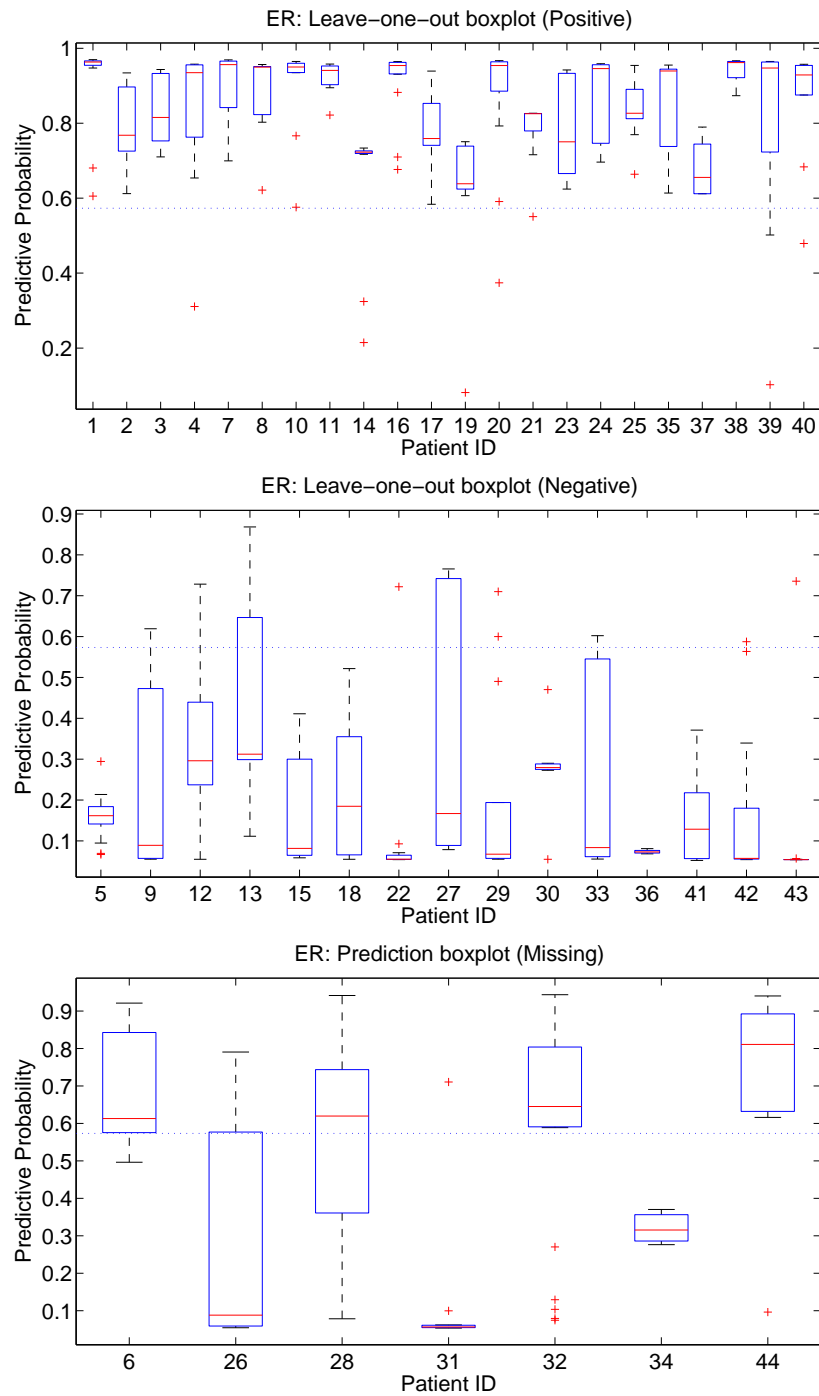 ER: Leave−one−out boxplot (Positive)
1
0.8
0.6
0.4
0.2
Predictive Probability
1 2 3 4 7 8 10 11 14 16 17 19 20 21 23 24 25 35 37 38 39 40
Patient ID
ER: Leave−one−out boxplot (Negative)
0.9
0.8
0.7
0.6
0.5
0.4
0.3
0.2
0.1
Predictive Probability
5 9 12 13 15 18 22 27 29 30 33 36 41 42 43
Patient ID
ER: Prediction boxplot (Missing)
0.9
0.8
0.7
0.6
0.5
0.4
0.3
0.2
0.1
Predictive Probability
6 26 28 31 32 34 44
Patient ID